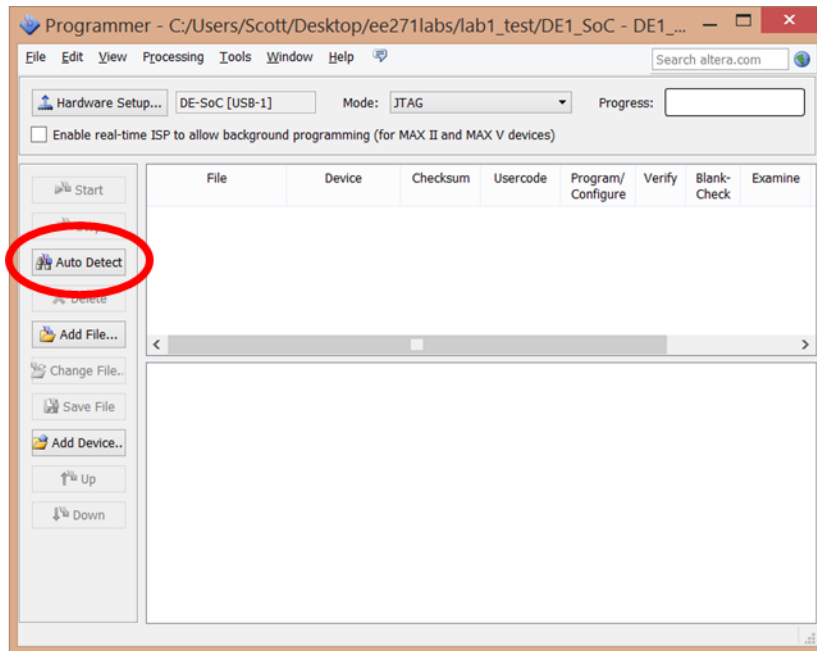 Programmer - C:/Users/Scott/Desktop/ee271labs/lab1_test/DE1_SoC - DE1_...
File Edit View Processing Tools Window Help
Search altera.com
Hardware Setup... DE-SoC [USB-1] Mode: JTAG Progress:
Enable real-time ISP to allow background programming (for MAX II and MAX V devices)
File Device Checksum Usercode Program/ Configure Verify Blank- Check Examine
Start
Auto Detect
Delete
Add File...
Change File..
Save File
Add Device..
Up
Down